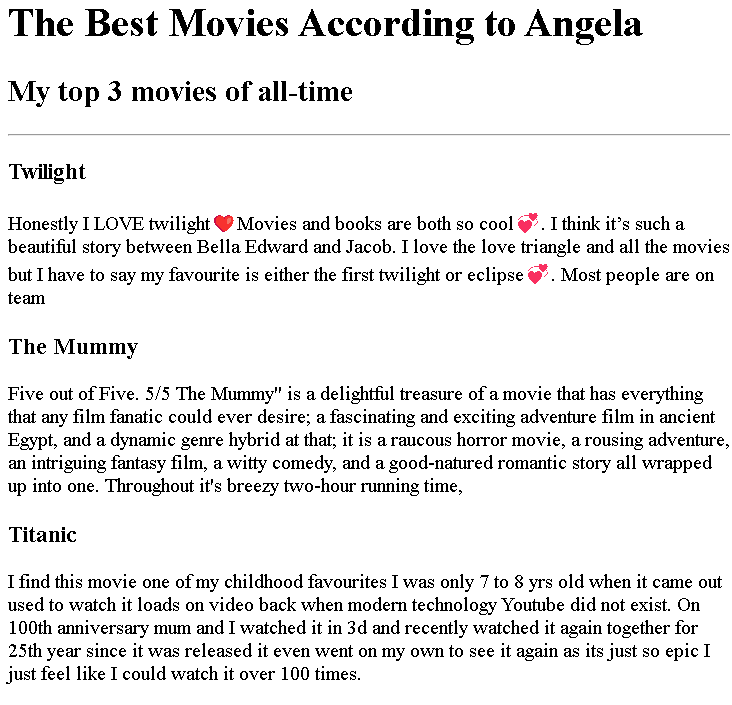 The Best Movies According to Angela
My top 3 movies of all-time
Twilight
Honestly I LOVE twilight ❤️ Movies and books are both so cool 💞. I think it’s such a
beautiful story between Bella Edward and Jacob. I love the love triangle and all the movies
but I have to say my favourite is either the first twilight or eclipse 💞. Most people are on
team
The Mummy
Five out of Five. 5/5 The Mummy" is a delightful treasure of a movie that has everything
that any film fanatic could ever desire; a fascinating and exciting adventure film in ancient
Egypt, and a dynamic genre hybrid at that; it is a raucous horror movie, a rousing adventure,
an intriguing fantasy film, a witty comedy, and a good-natured romantic story all wrapped
up into one. Throughout it's breezy two-hour running time,
Titanic
I find this movie one of my childhood favourites I was only 7 to 8 yrs old when it came out
used to watch it loads on video back when modern technology Youtube did not exist. On
100th anniversary mum and I watched it in 3d and recently watched it again together for
25th year since it was released it even went on my own to see it again as its just so epic I
just feel like I could watch it over 100 times.